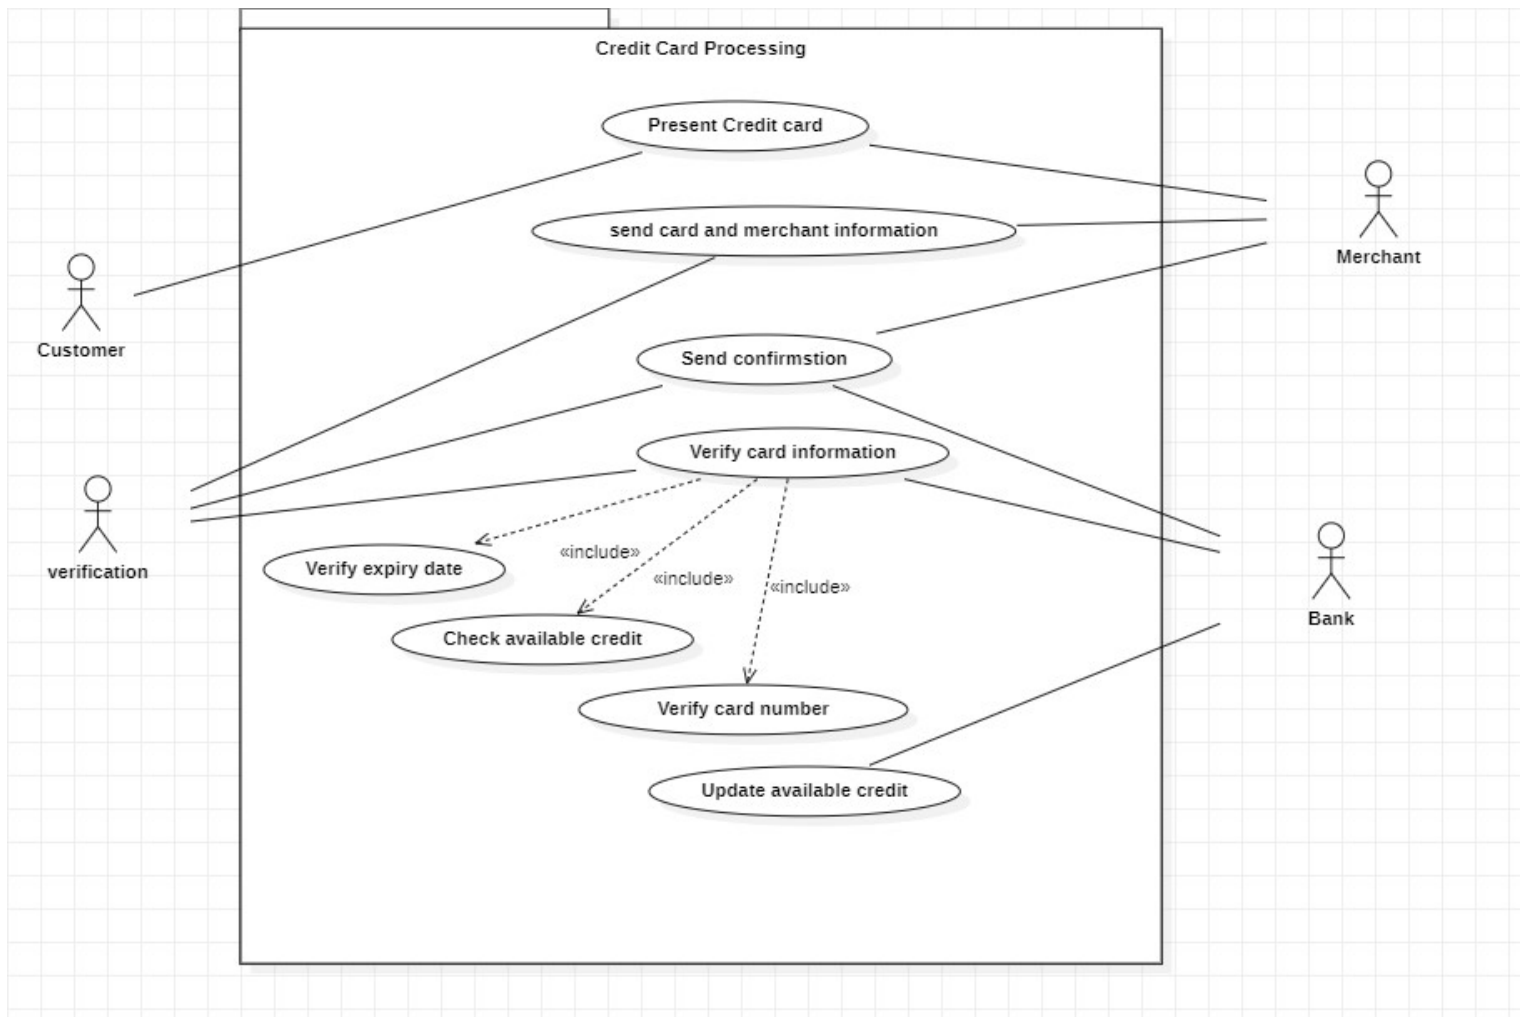 Credit Card Processing
Present Credit card
send card and merchant information
Merchant
Customer
Send confirmstion
Verify card information
«include»
Verify expiry date
verification
«include»
«include»
Bank
Check available credit
Verify card number
Update available credit